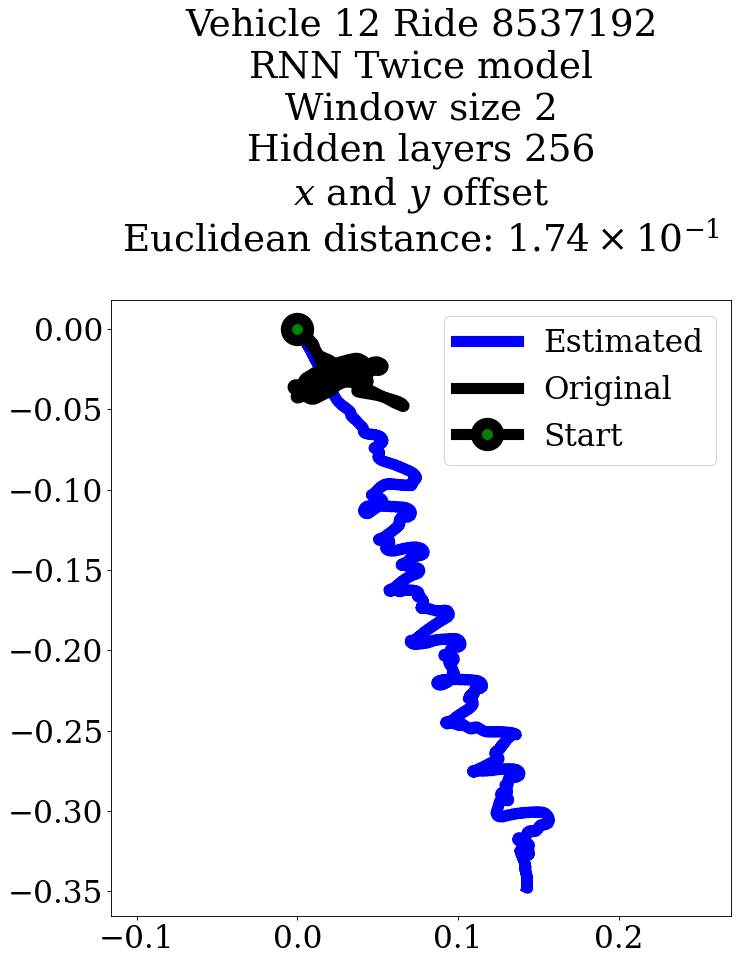 Vehicle 12 Ride 8537192
RNN Twice model
Window size 2
Hidden layers 256
x and y offset
Euclidean distance: 1.74 × 10⁻¹
Estimated
Original
Start
0.00
−0.05
−0.10
−0.15
−0.20
−0.25
−0.30
−0.35
−0.1
0.0
0.1
0.2